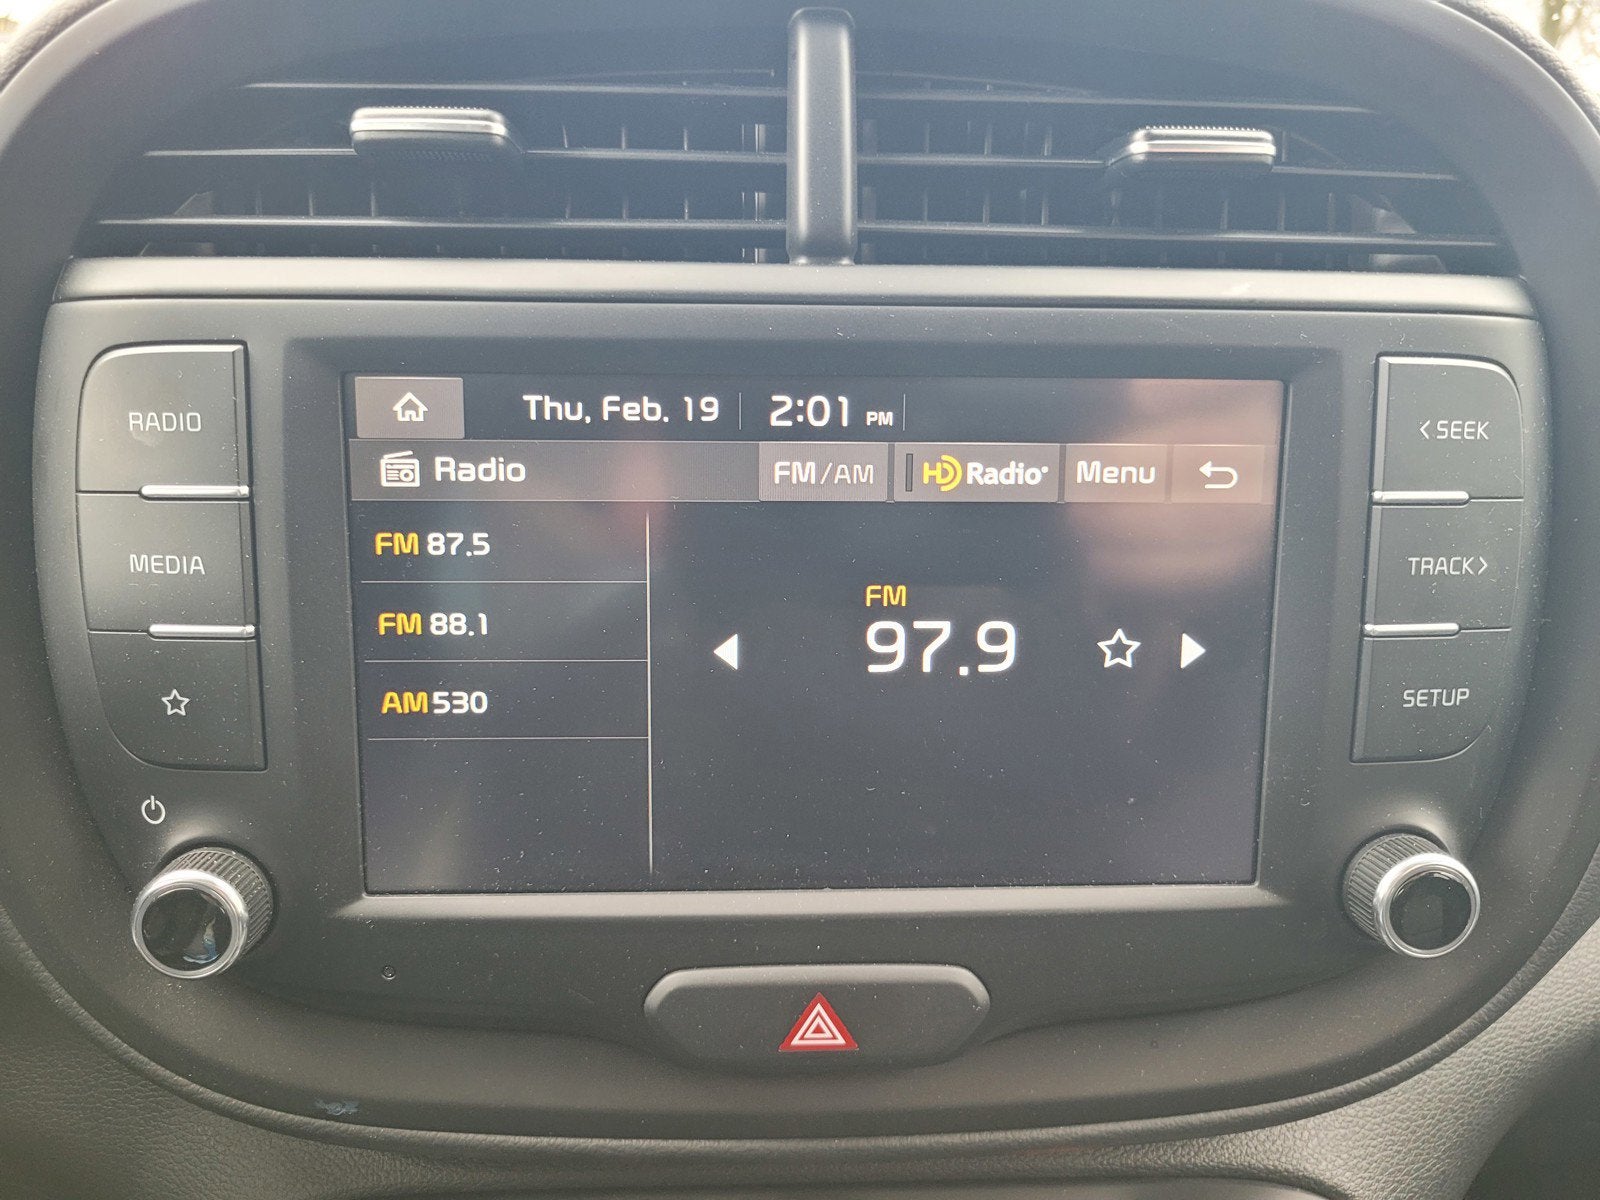 Thu, Feb. 19 2:01 PM
Radio FM/AM HD Radio Menu
FM 87.5
FM 88.1
AM 530
FM
97.9
RADIO
MEDIA
< SEEK
TRACK >
SETUP